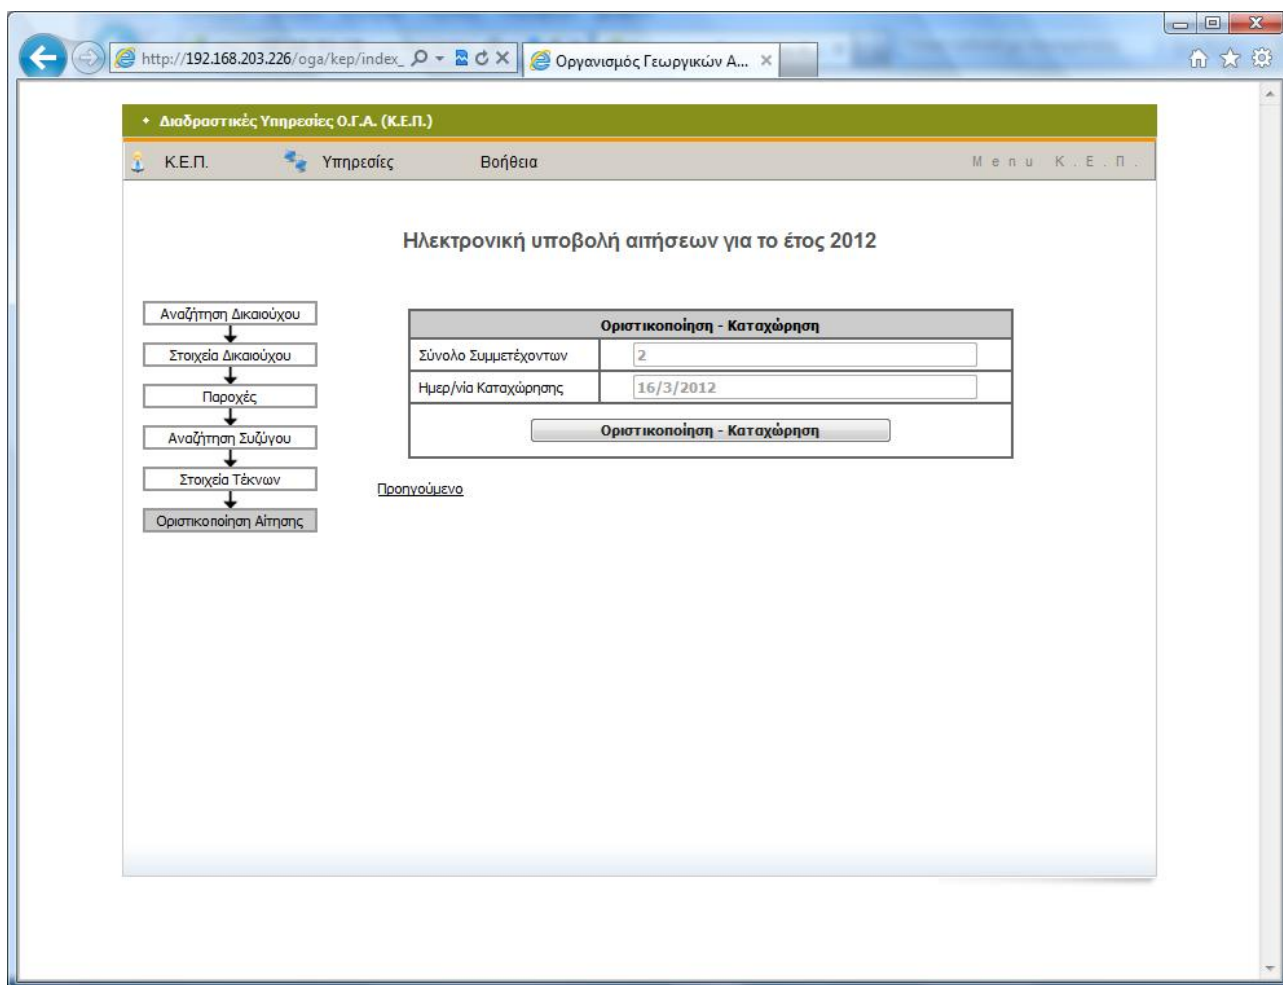 http://192.168.203.226/oga/kep/index_
Οργανισμός Γεωργικών Α...
Διαδραστικές Υπηρεσίες Ο.Γ.Α. (Κ.Ε.Π.)
Κ.Ε.Π. Υπηρεσίες Βοήθεια Menu Κ.Ε.Π.
Ηλεκτρονική υποβολή αιτήσεων για το έτος 2012
Αναζήτηση Δικαιούχου
Στοιχεία Δικαιούχου
Παροχές
Αναζήτηση Συζύγου
Στοιχεία Τέκνων
Οριστικοποίηση Αίτησης
Οριστικοποίηση - Καταχώρηση
Σύνολο Συμμετέχοντων 2
Ημερ/νία Καταχώρησης 16/3/2012
Οριστικοποίηση - Καταχώρηση
Προηγούμενο